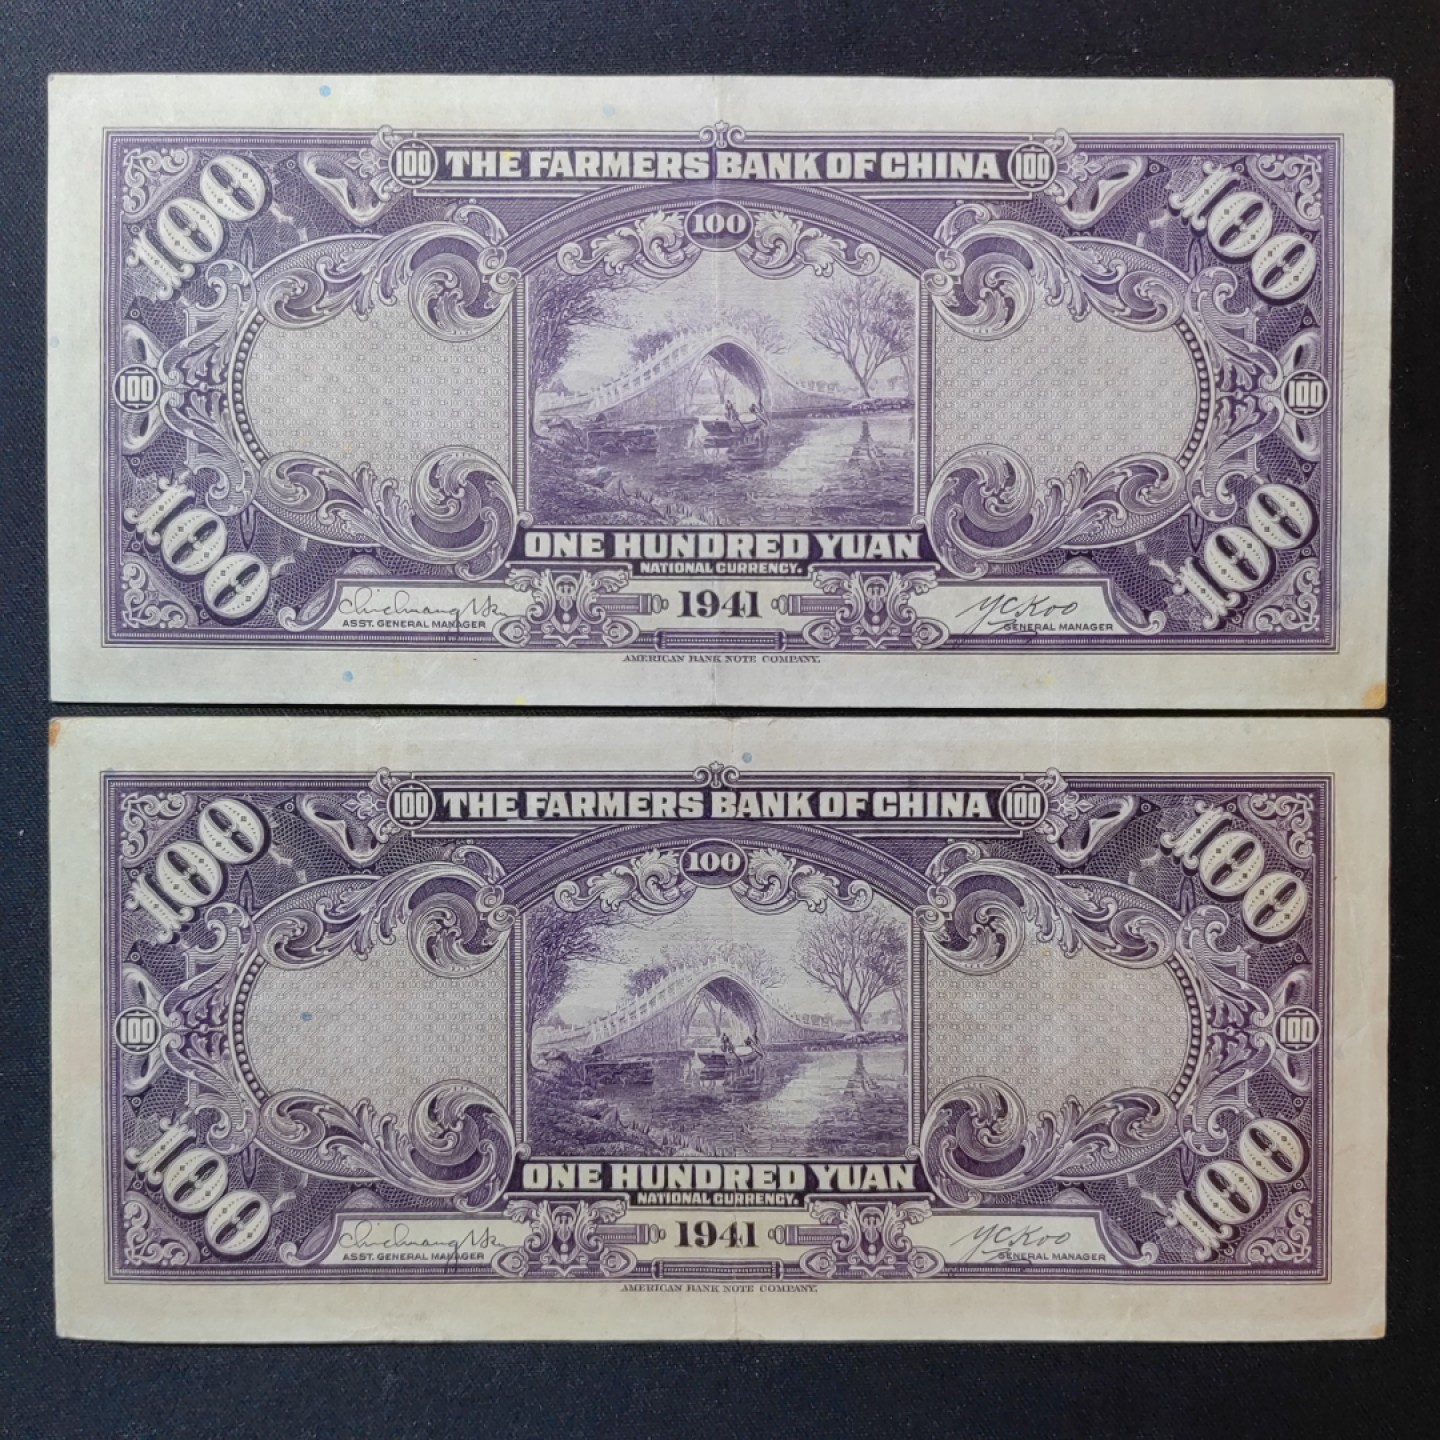 100 THE FARMERS BANK OF CHINA 100
100 100 100
100 100
100 100
ONE HUNDRED YUAN
NATIONAL CURRENCY.
1941
Y C Koo
ASST. GENERAL MANAGER
GENERAL MANAGER
AMERICAN BANK NOTE COMPANY.
100 THE FARMERS BANK OF CHINA 100
100 100 100
100 100
100 100
ONE HUNDRED YUAN
NATIONAL CURRENCY.
1941
Y C Koo
ASST. GENERAL MANAGER
GENERAL MANAGER
AMERICAN BANK NOTE COMPANY.